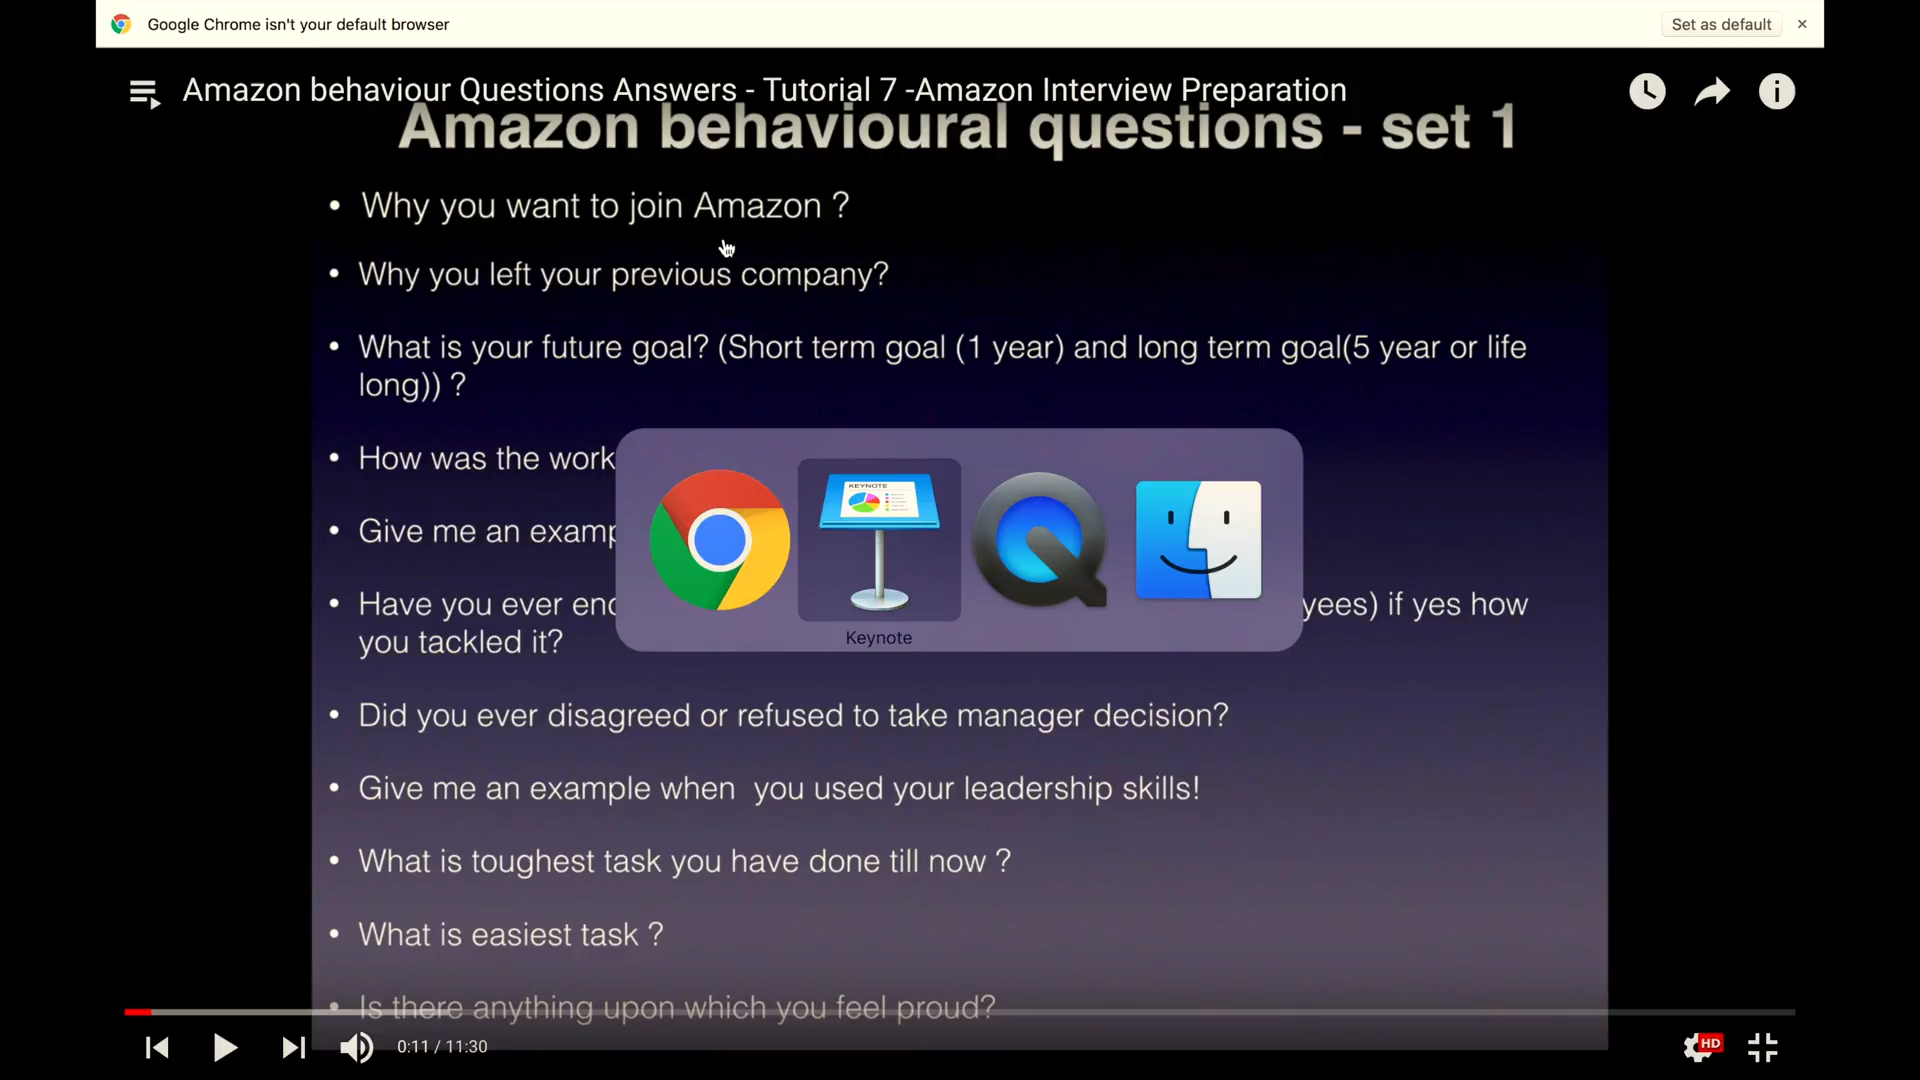 Google Chrome isn't your default browser
Set as default
Amazon behaviour Questions Answers - Tutorial 7 -Amazon Interview Preparation
Amazon behavioural questions - set 1
• Why you want to join Amazon ?
• Why you left your previous company?
• What is your future goal? (Short term goal (1 year) and long term goal(5 year or life
long)) ?
• How was the work
• Give me an
• Have you ever yees) if yes how
you tackled it?
KEYNOTE
Keynote
• Did you ever disagreed or refused to take manager decision?
• Give me an example when you used your leadership skills!
• What is toughest task you have done till now ?
• What is easiest task ?
• Is there anything upon which you feel proud?
0:11 / 11:30
HD